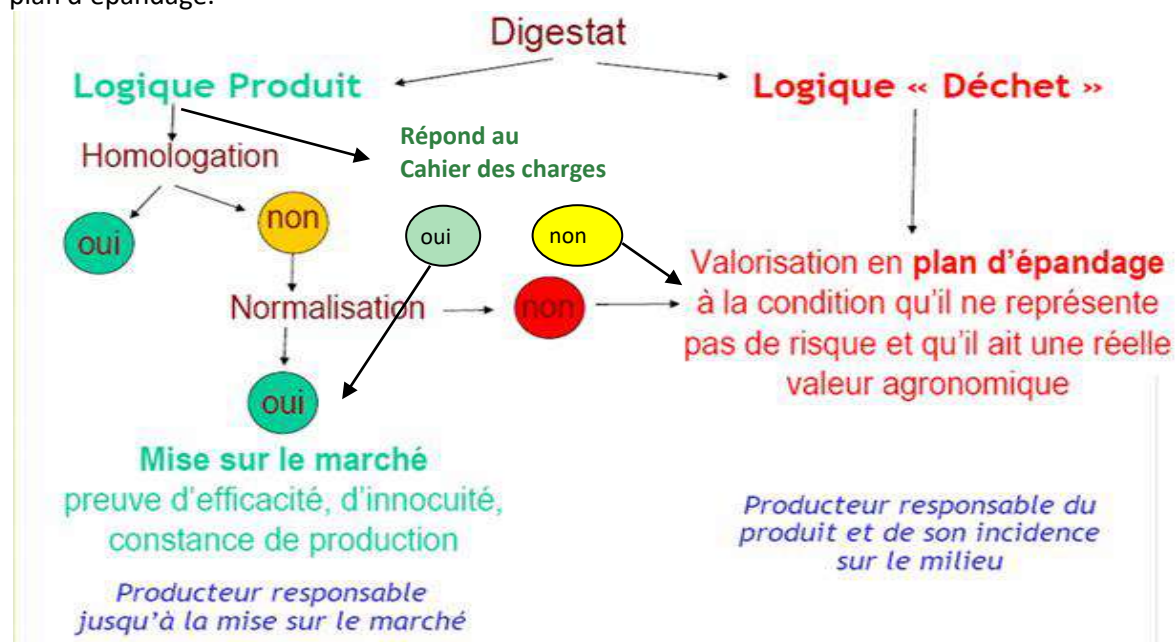 plan d'épandage.
Digestat
Logique Produit
Logique « Déchet »
Homologation
Répond au
Cahier des charges
oui
non
oui
non
Normalisation
non
oui
Valorisation en plan d'épandage
à la condition qu'il ne représente
pas de risque et qu'il ait une réelle
valeur agronomique
Mise sur le marché
preuve d'efficacité, d'innocuité,
constance de production
Producteur responsable
jusqu'à la mise sur le marché
Producteur responsable du
produit et de son incidence
sur le milieu